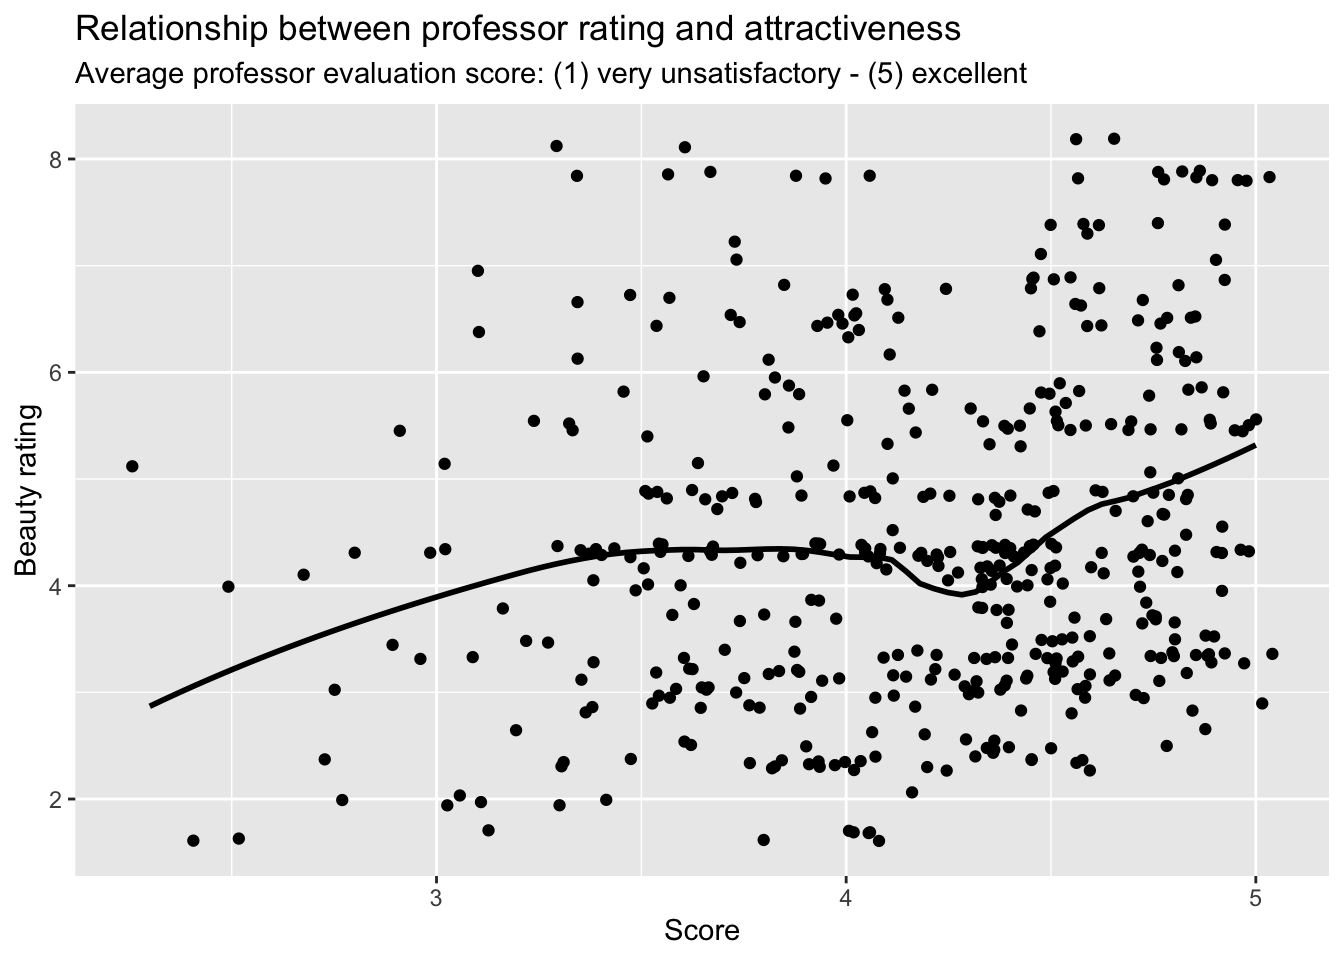 Relationship between professor rating and attractiveness
Average professor evaluation score: (1) very unsatisfactory - (5) excellent
8
6
4
2
Beauty rating
3
4
5
Score